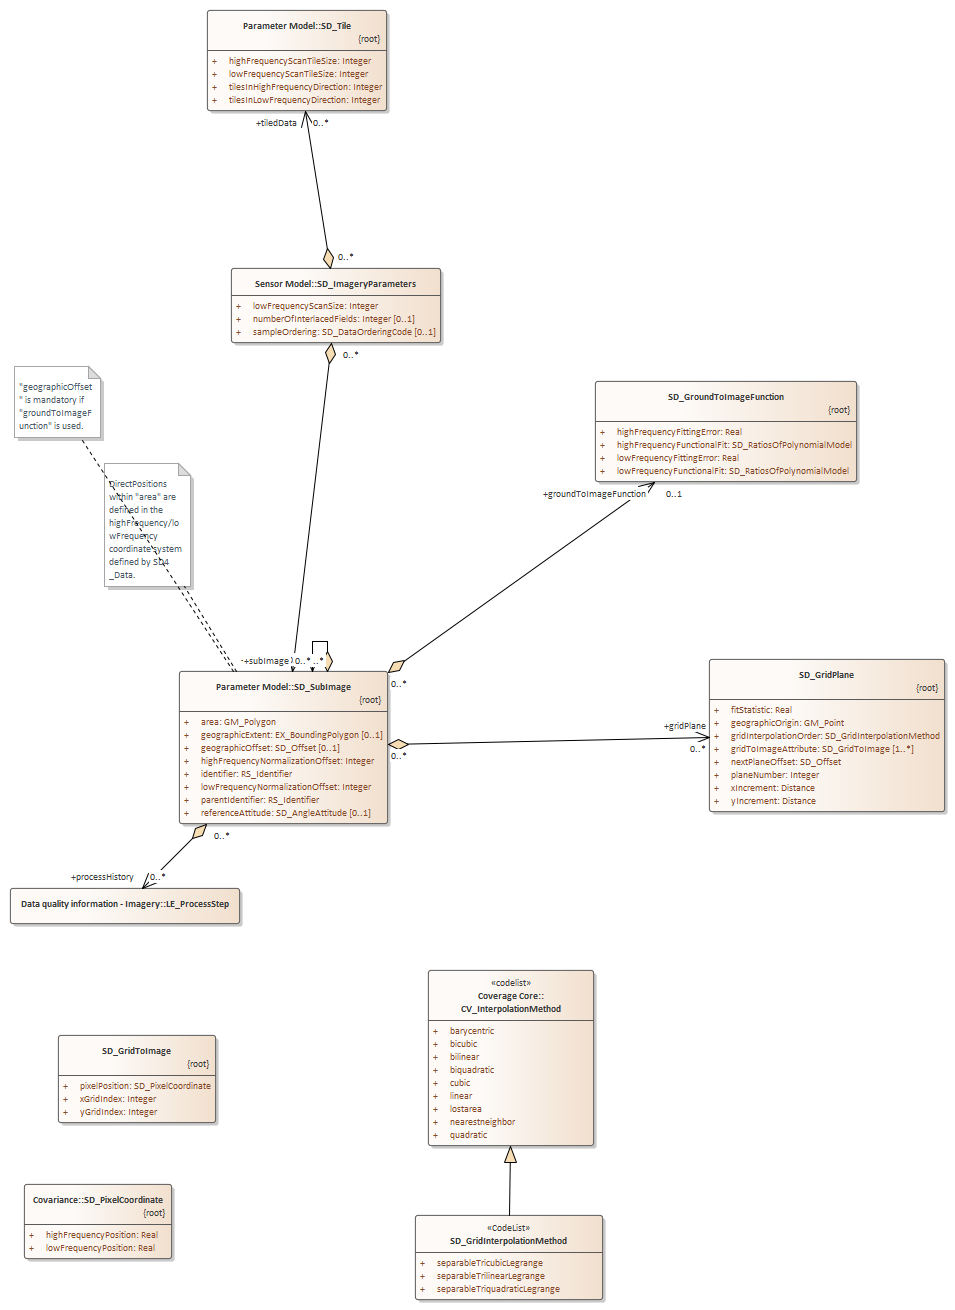 Parameter Model::SD_Tile
{root}
+ highFrequencyScanTileSize: Integer
+ lowFrequencyScanTileSize: Integer
+ tilesInHighFrequencyDirection: Integer
+ tilesInLowFrequencyDirection: Integer
+tiledData 0..*
0..*
Sensor Model::SD_ImageryParameters
+ lowFrequencyScanSize: Integer
+ numberOfInterlacedFields: Integer [0..1]
+ sampleOrdering: SD_DataOrderingCode [0..1]
0..*
"geographicOffset
" is mandatory if
"groundToImageF
unction" is used.
DirectPositions
within "area" are
defined in the
highFrequency/lo
wFrequency
coordinate system
defined by SD4
_Data.
SD_GroundToImageFunction
{root}
+ highFrequencyFittingError: Real
+ highFrequencyFunctionalFit: SD_RatiosOfPolynomialModel
+ lowFrequencyFittingError: Real
+ lowFrequencyFunctionalFit: SD_RatiosOfPolynomialModel
+groundToImageFunction 0..1
+subImage 0..* ..*
0..*
Parameter Model::SD_SubImage
{root}
+ area: GM_Polygon
+ geographicExtent: EX_BoundingPolygon [0..1]
+ geographicOffset: SD_Offset [0..1]
+ highFrequencyNormalizationOffset: Integer
+ identifier: RS_Identifier
+ lowFrequencyNormalizationOffset: Integer
+ parentIdentifier: RS_Identifier
+ referenceAttitude: SD_AngleAttitude [0..1]
0..*
+gridPlane
0..*
SD_GridPlane
{root}
+ fitStatistic: Real
+ geographicOrigin: GM_Point
+ gridInterpolationOrder: SD_GridInterpolationMethod
+ gridToImageAttribute: SD_GridToImage [1..*]
+ nextPlaneOffset: SD_Offset
+ planeNumber: Integer
+ xIncrement: Distance
+ yIncrement: Distance
0..*
+processHistory 0..*
Data quality information - Imagery::LE_ProcessStep
«codelist»
Coverage Core::
CV_InterpolationMethod
+ barycentric
+ bicubic
+ bilinear
+ biquadratic
+ cubic
+ linear
+ lostarea
+ nearestneighbor
+ quadratic
SD_GridToImage
{root}
+ pixelPosition: SD_PixelCoordinate
+ xGridIndex: Integer
+ yGridIndex: Integer
Covariance::SD_PixelCoordinate
{root}
+ highFrequencyPosition: Real
+ lowFrequencyPosition: Real
«CodeList»
SD_GridInterpolationMethod
+ separableTricubicLegrange
+ separableTrilinearLegrange
+ separableTriquadraticLegrange